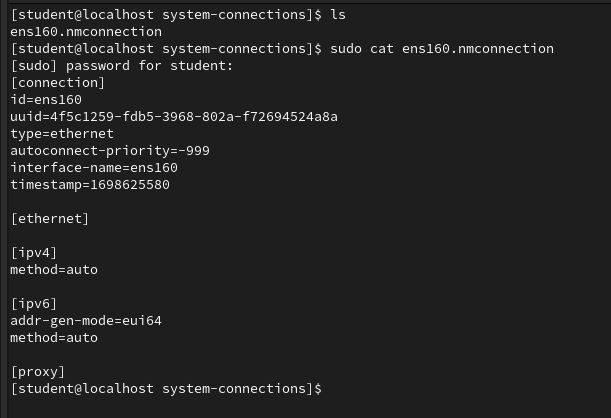 [student@localhost system-connections]$ ls
ens160.nmconnection
[student@localhost system-connections]$ sudo cat ens160.nmconnection
[sudo] password for student:
[connection]
id=ens160
uuid=4f5c1259-fdb5-3968-802a-f72694524a8a
type=ethernet
autoconnect-priority=-999
interface-name=ens160
timestamp=1698625580

[ethernet]

[ipv4]
method=auto

[ipv6]
addr-gen-mode=eui64
method=auto

[proxy]
[student@localhost system-connections]$